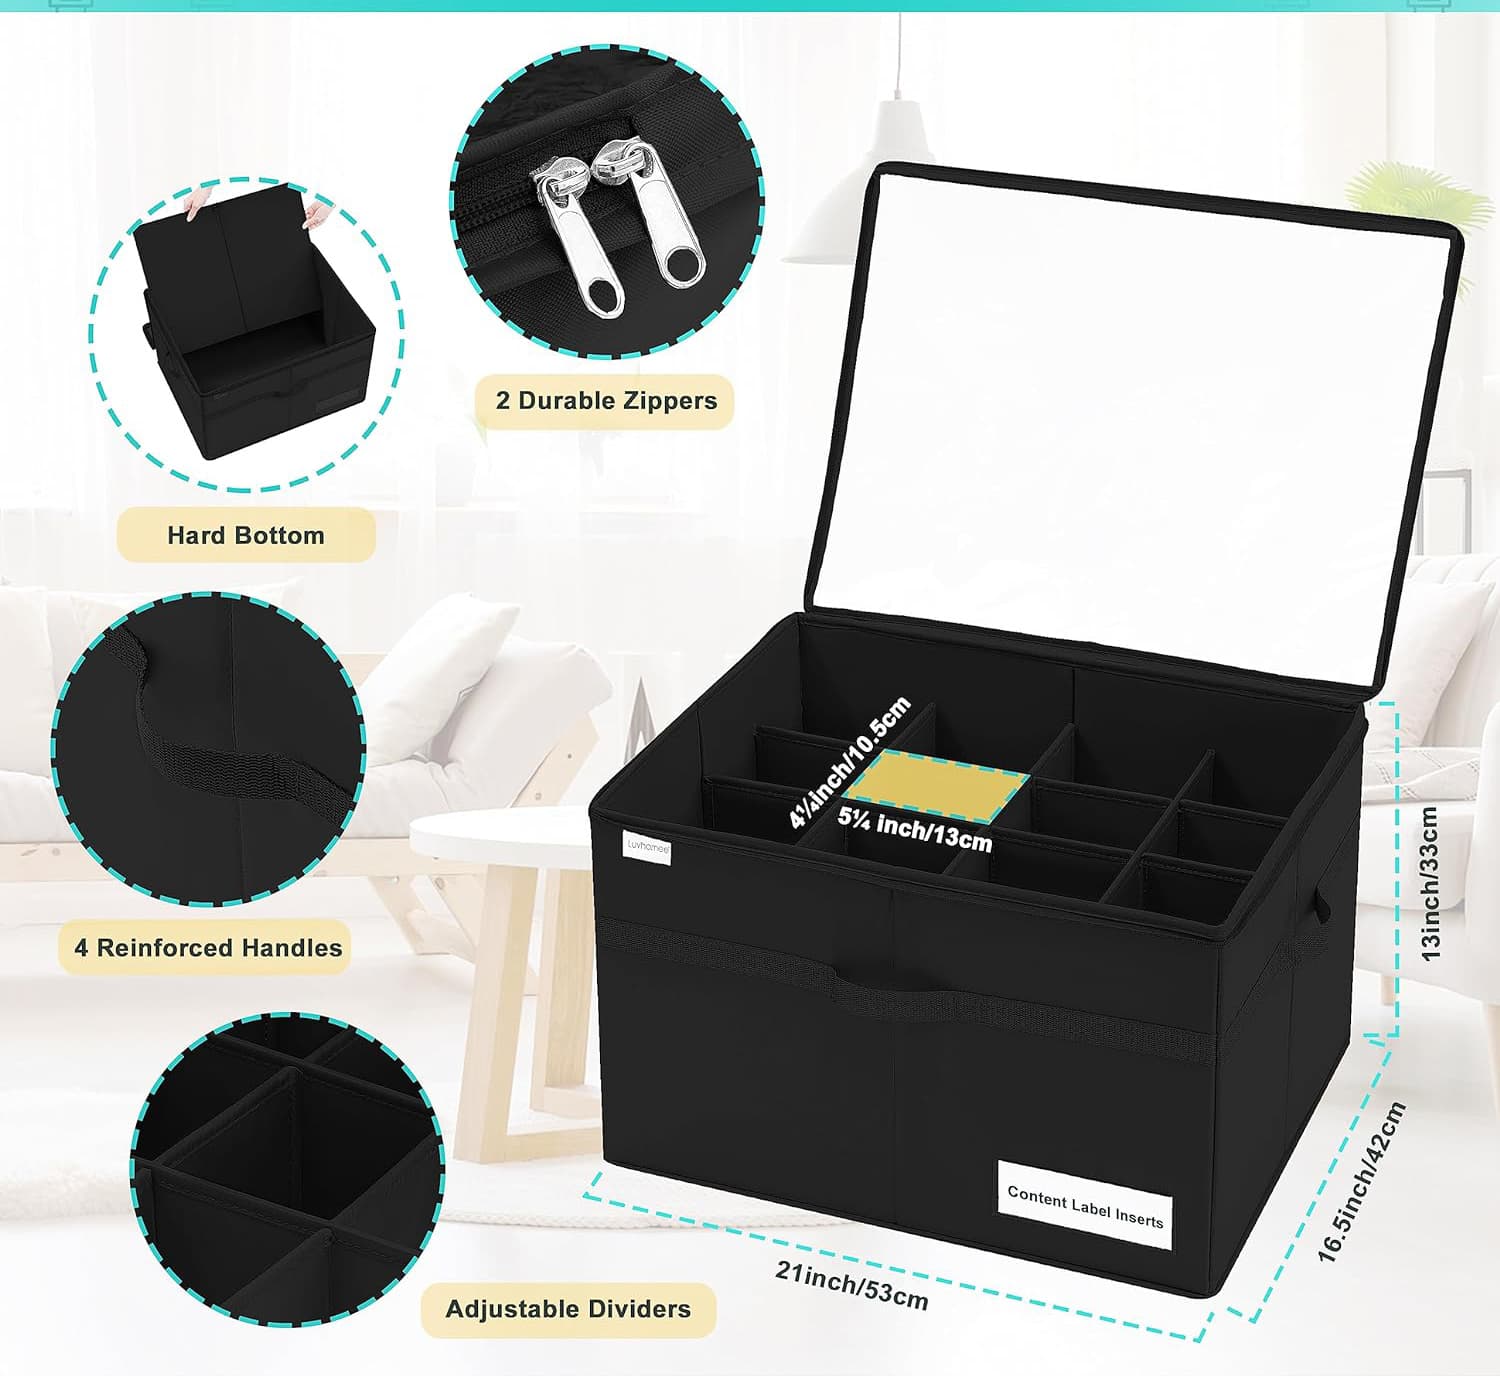 2 Durable Zippers
Hard Bottom
4 Reinforced Handles
Adjustable Dividers
4¼inch/10.5cm
5¼ inch/13cm
Luvhomee
13inch/33cm
16.5inch/42cm
21inch/53cm
Content Label Inserts